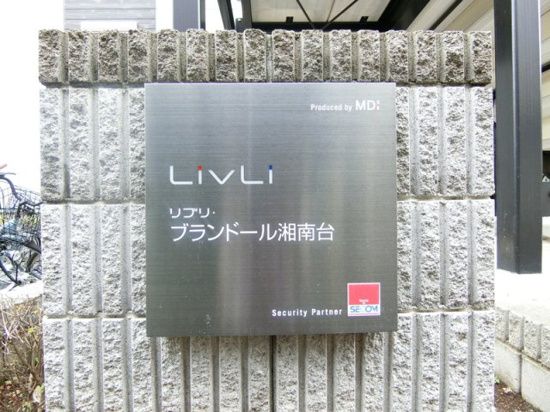 Produced by MDI
LivLi
リブリ・
ブランドール湘南台
Security Partner
SECOM